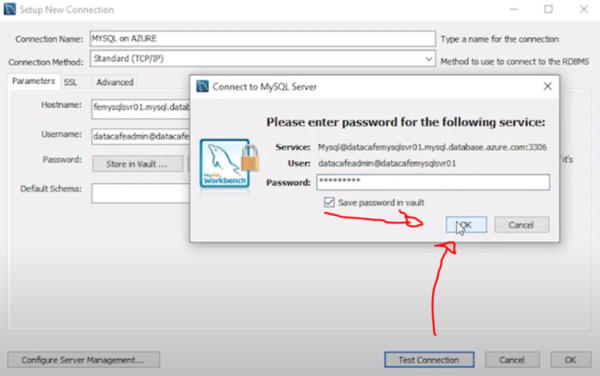 Setup New Connection
Connection Name: MYSQL on AZURE Type a name for the connection
Connection Method: Standard (TCP/IP) Method to use to connect to the RDBMS
Parameters SSL Advanced
Hostname: femysqlsvr01.mysql.datab
Username: datacafeadmin@datacafe
Password: Store in Vault ... it's
Default Schema:
Connect to MySQL Server
Please enter password for the following service:
Service: Mysql@datacafemysqlsvr01.mysql.database.azure.com:3306
User: datacafeadmin@datacafemysqlsvr01
Password: *********
Save password in vault
OK Cancel
MySQL
Workbench
Configure Server Management... Test Connection Cancel OK